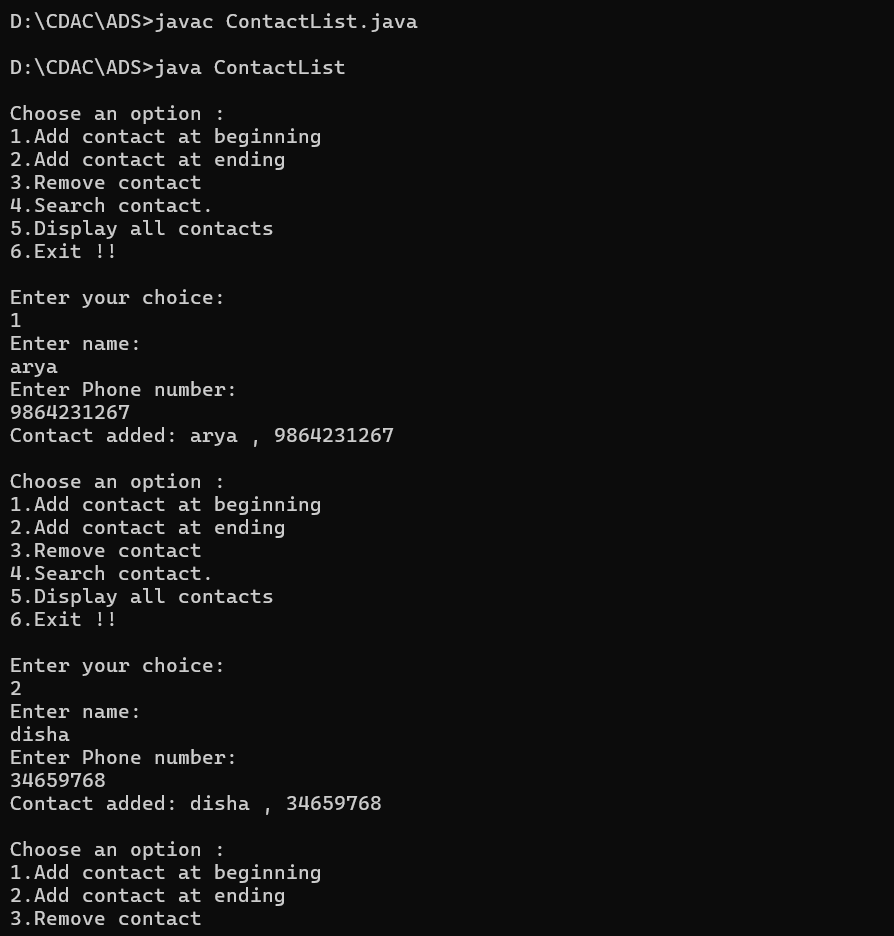 D:\CDAC\ADS>javac ContactList.java
D:\CDAC\ADS>java ContactList
Choose an option :
1.Add contact at beginning
2.Add contact at ending
3.Remove contact
4.Search contact.
5.Display all contacts
6.Exit !!
Enter your choice:
1
Enter name:
arya
Enter Phone number:
9864231267
Contact added: arya , 9864231267
Choose an option :
1.Add contact at beginning
2.Add contact at ending
3.Remove contact
4.Search contact.
5.Display all contacts
6.Exit !!
Enter your choice:
2
Enter name:
disha
Enter Phone number:
34659768
Contact added: disha , 34659768
Choose an option :
1.Add contact at beginning
2.Add contact at ending
3.Remove contact